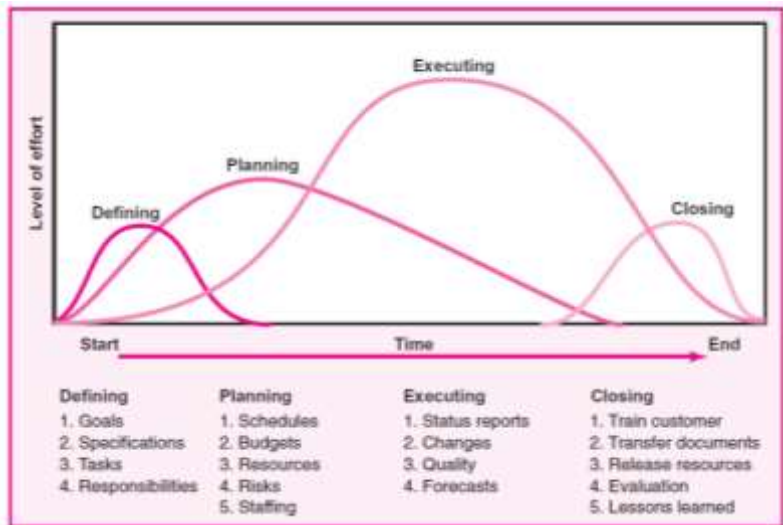 Executing
Planning
Defining
Closing
Level of effort
Start
Time
End
Defining
1. Goals
2. Specifications
3. Tasks
4. Responsibilities
Planning
1. Schedules
2. Budgets
3. Resources
4. Risks
5. Staffing
Executing
1. Status reports
2. Changes
3. Quality
4. Forecasts
Closing
1. Train customer
2. Transfer documents
3. Release resources
4. Evaluation
5. Lessons learned